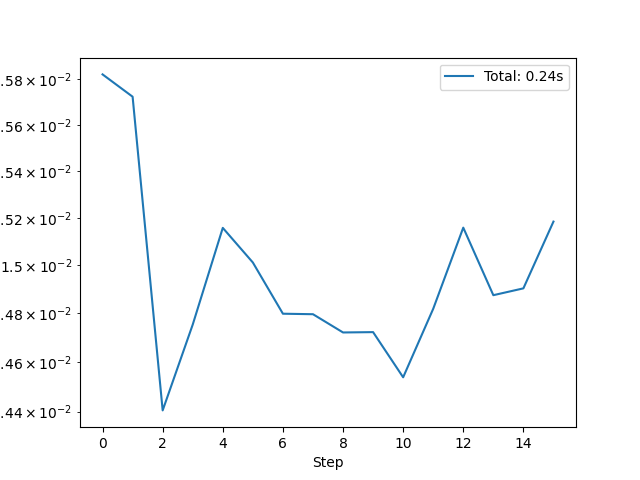 Total: 0.24s
.58 × 10⁻²
.56 × 10⁻²
.54 × 10⁻²
.52 × 10⁻²
1.5 × 10⁻²
.48 × 10⁻²
.46 × 10⁻²
.44 × 10⁻²
0 2 4 6 8 10 12 14
Step